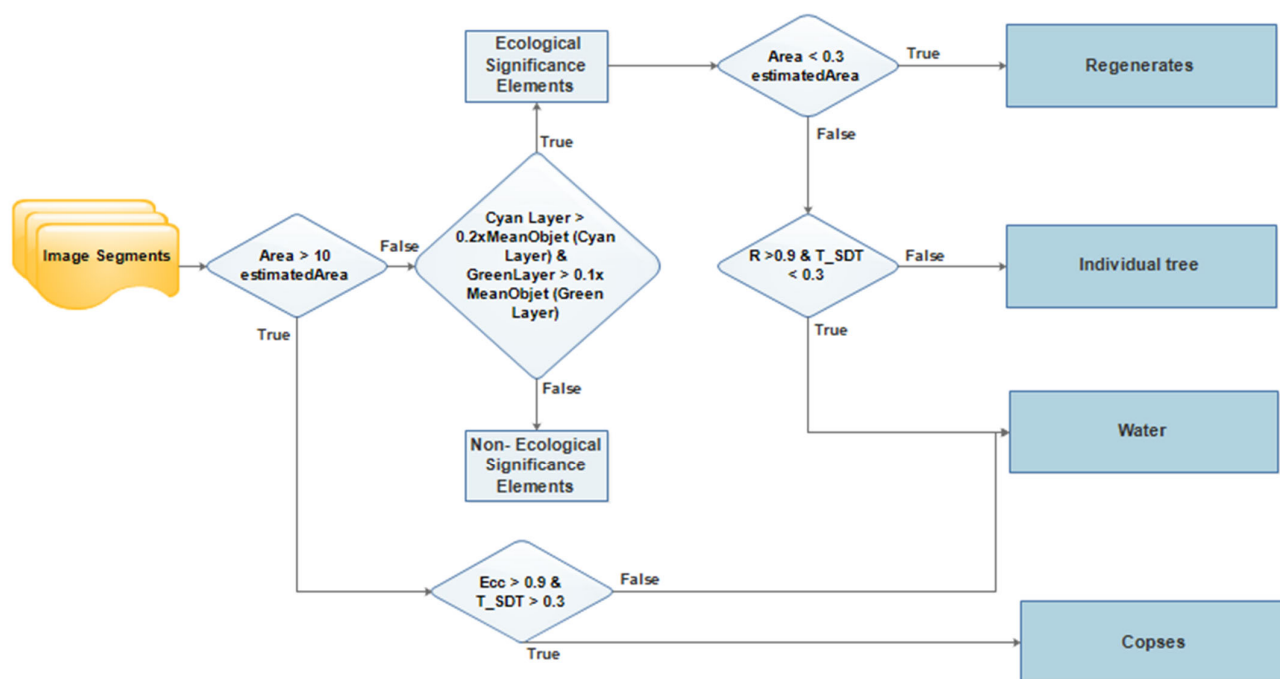 Ecological
Significance
Elements
Area < 0.3
estimatedArea
True
Regenerates
False
True
Image Segments
Area > 10
estimatedArea
False
Cyan Layer >
0.2xMeanObjet (Cyan
Layer) &
GreenLayer > 0.1x
MeanObjet (Green
Layer)
R >0.9 & T_SDT
< 0.3
False
Individual tree
True
True
False
Water
Non- Ecological
Significance
Elements
Ecc > 0.9 &
T_SDT > 0.3
False
True
Copses